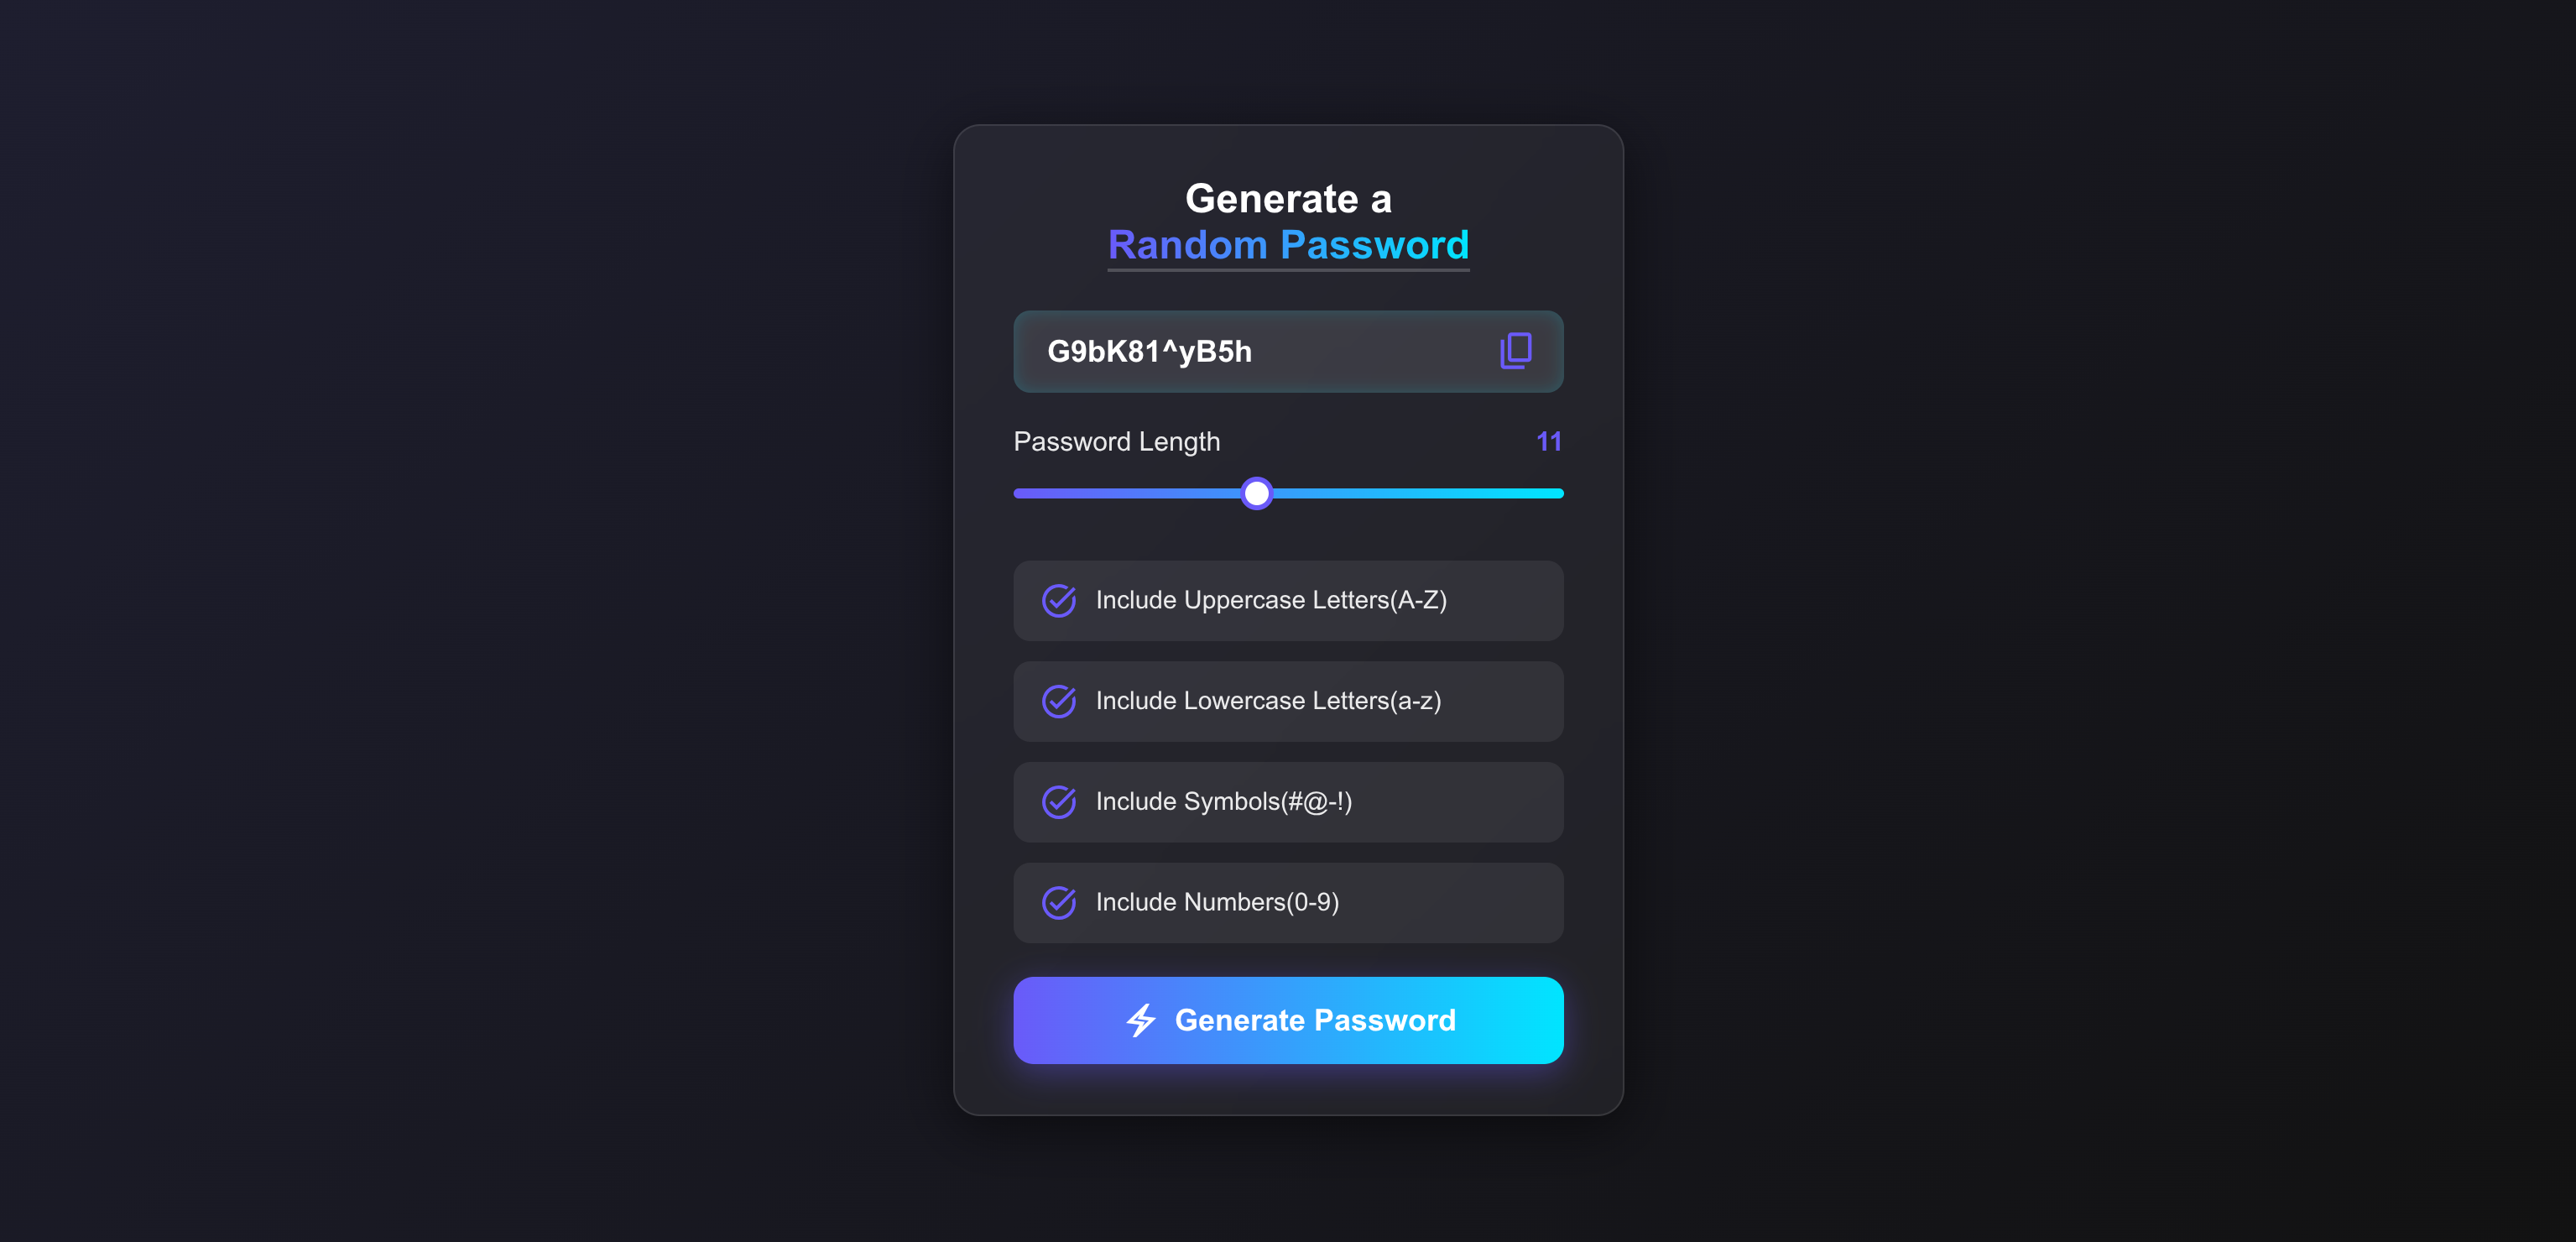 Generate a
Random Password
G9bK81^yB5h
Password Length 11
Include Uppercase Letters(A-Z)
Include Lowercase Letters(a-z)
Include Symbols(#@-!)
Include Numbers(0-9)
Generate Password